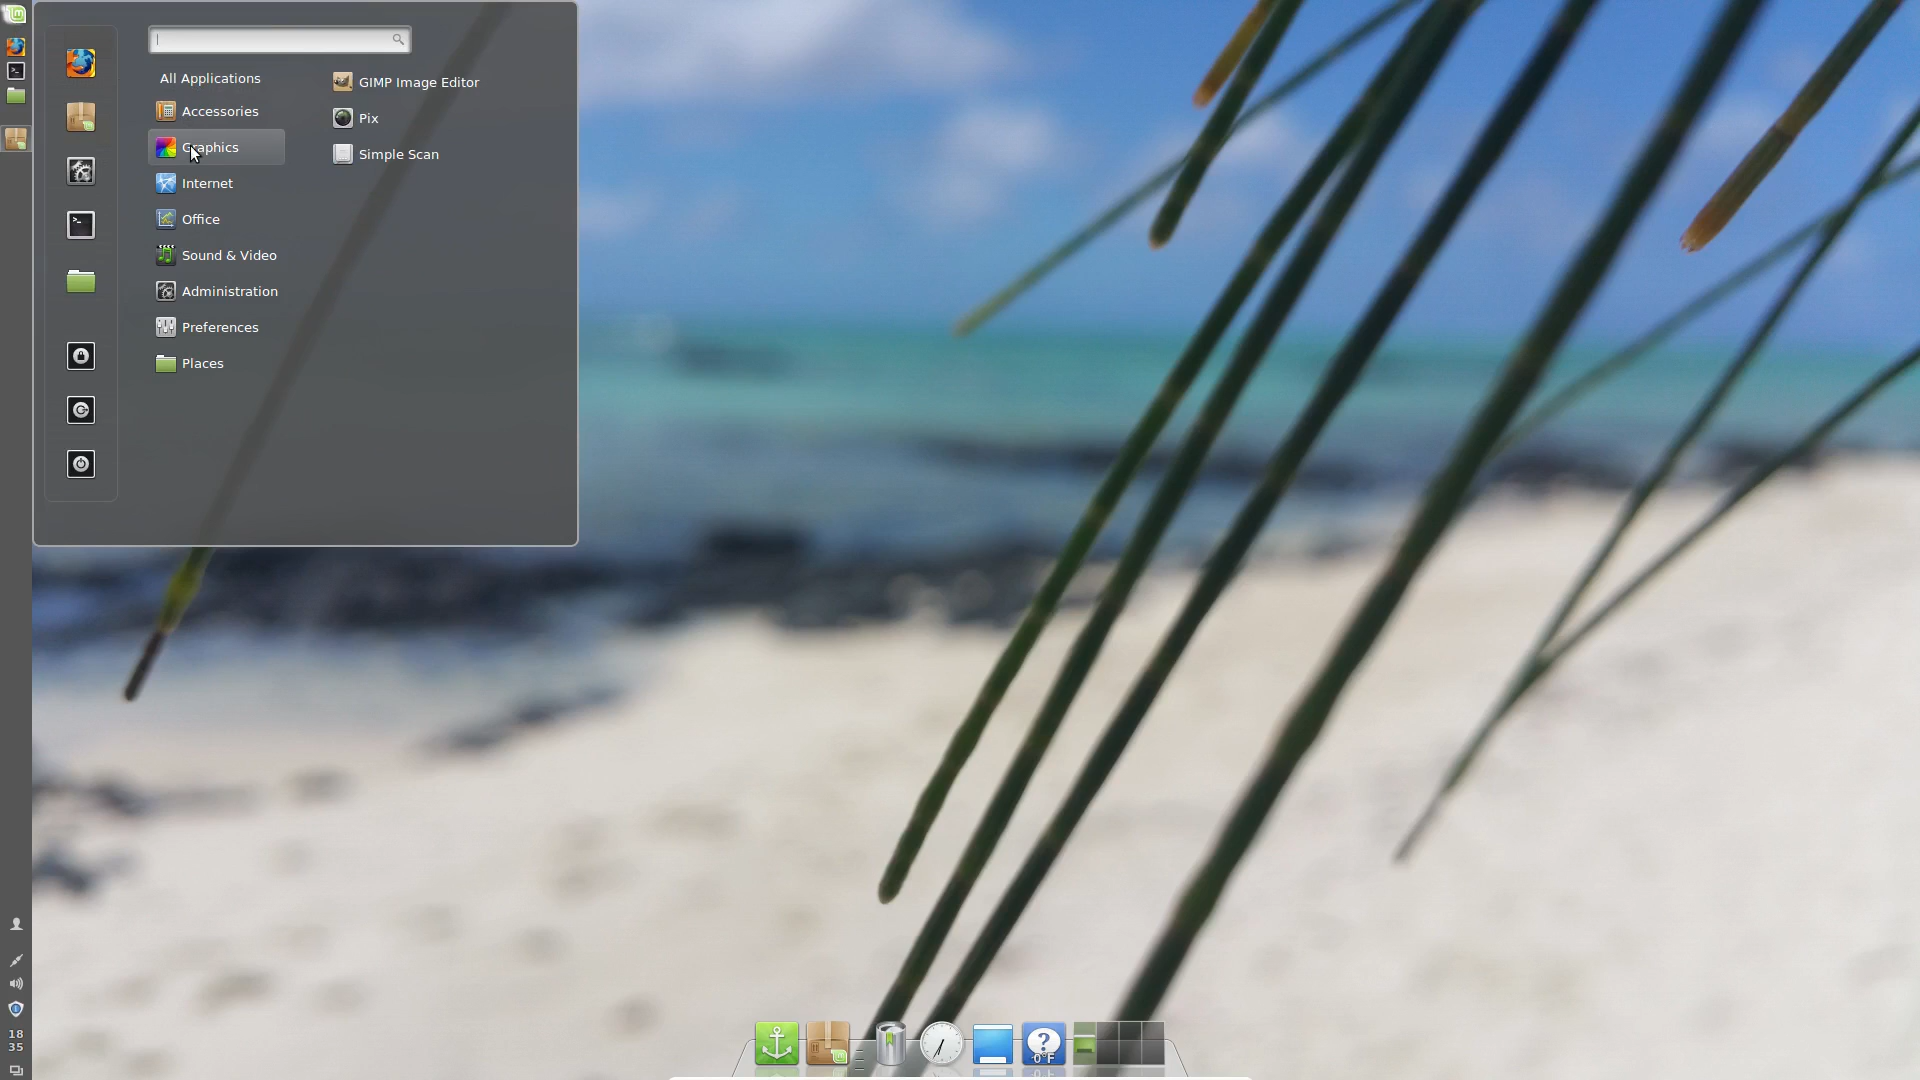 All Applications
Accessories
Graphics
Internet
Office
Sound & Video
Administration
Preferences
Places
GIMP Image Editor
Pix
Simple Scan
18
35
-0°F